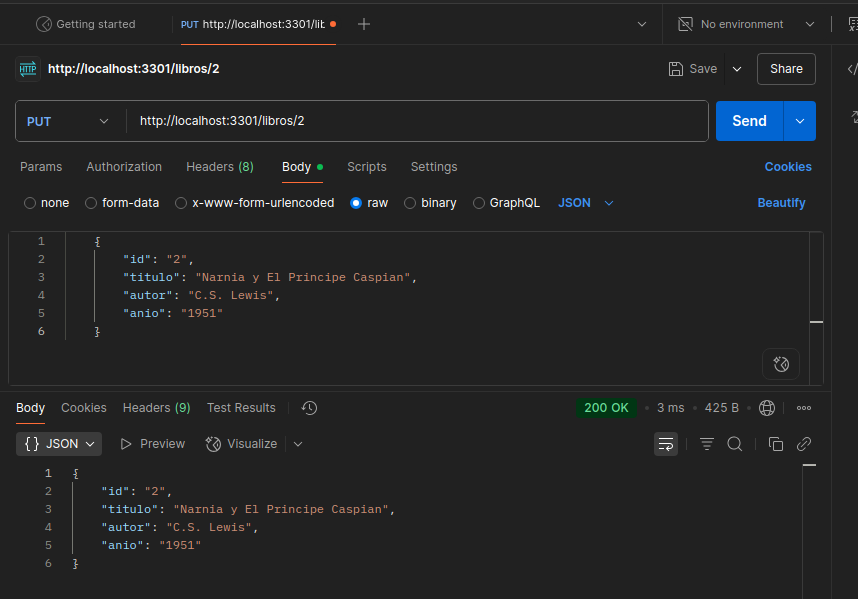 Getting started PUT http://localhost:3301/lit No environment
HTTP http://localhost:3301/libros/2 Save Share
PUT http://localhost:3301/libros/2 Send
Params Authorization Headers (8) Body Scripts Settings Cookies
none form-data x-www-form-urlencoded raw binary GraphQL JSON Beautify
1 {
2 "id": "2",
3 "titulo": "Narnia y El Principe Caspian",
4 "autor": "C.S. Lewis",
5 "anio": "1951"
6 }
Body Cookies Headers (9) Test Results 200 OK • 3 ms • 425 B •
{} JSON Preview Visualize
1 {
2 "id": "2",
3 "titulo": "Narnia y El Principe Caspian",
4 "autor": "C.S. Lewis",
5 "anio": "1951"
6 }